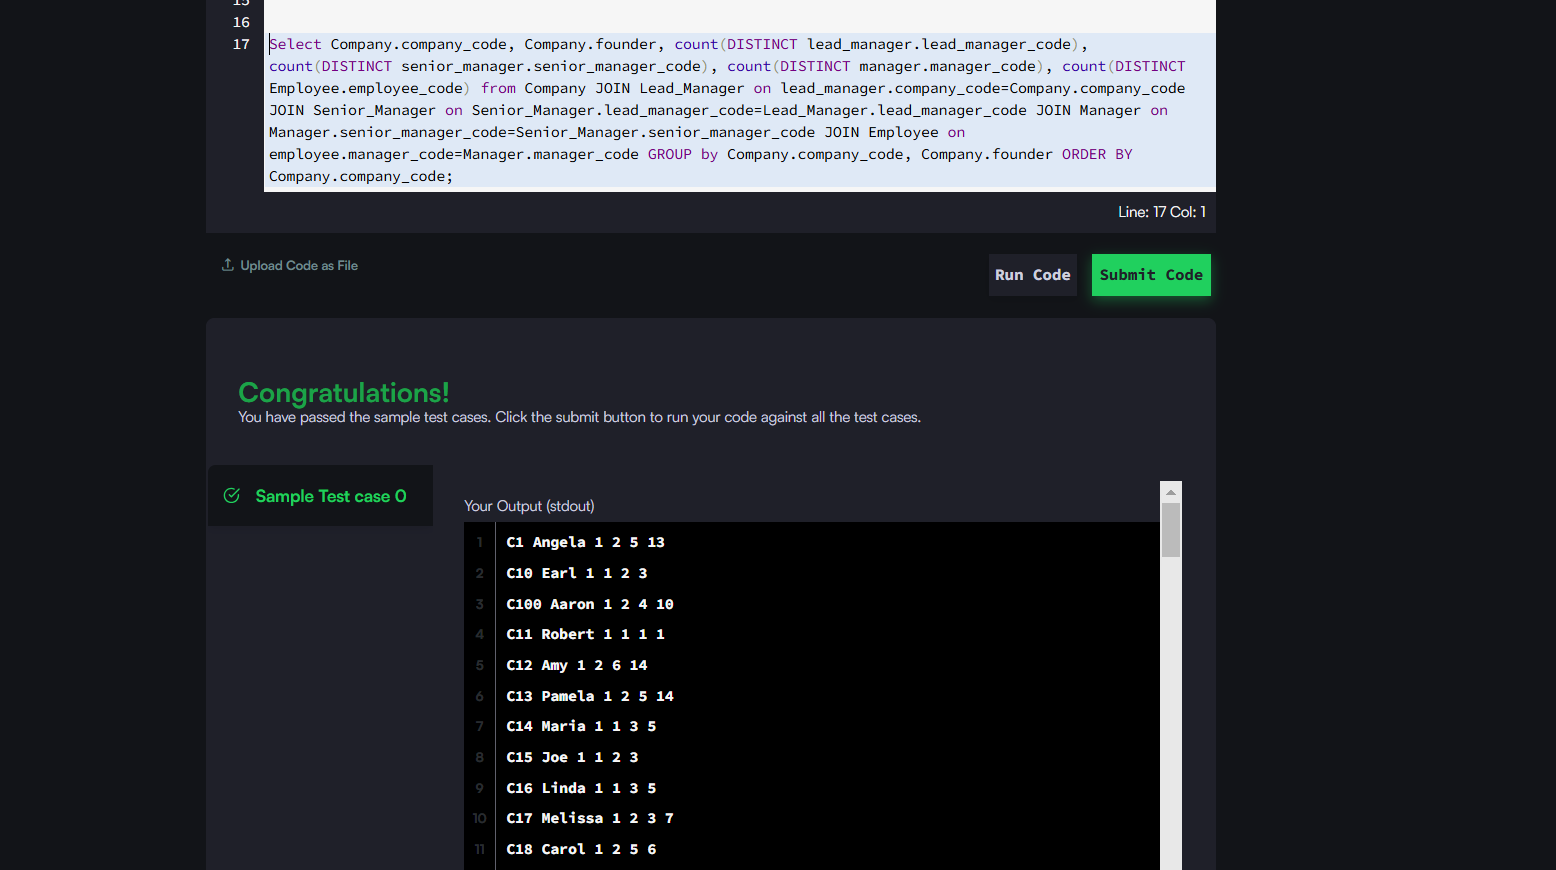 15
16
17 Select Company.company_code, Company.founder, count(DISTINCT lead_manager.lead_manager_code),
count(DISTINCT senior_manager.senior_manager_code), count(DISTINCT manager.manager_code), count(DISTINCT
Employee.employee_code) from Company JOIN Lead_Manager on lead_manager.company_code=Company.company_code
JOIN Senior_Manager on Senior_Manager.lead_manager_code=Lead_Manager.lead_manager_code JOIN Manager on
Manager.senior_manager_code=Senior_Manager.senior_manager_code JOIN Employee on
employee.manager_code=Manager.manager_code GROUP by Company.company_code, Company.founder ORDER BY
Company.company_code;
Line: 17 Col: 1
Upload Code as File
Run Code
Submit Code
Congratulations!
You have passed the sample test cases. Click the submit button to run your code against all the test cases.
Sample Test case 0
Your Output (stdout)
1 C1 Angela 1 2 5 13
2 C10 Earl 1 1 2 3
3 C100 Aaron 1 2 4 10
4 C11 Robert 1 1 1 1
5 C12 Amy 1 2 6 14
6 C13 Pamela 1 2 5 14
7 C14 Maria 1 1 3 5
8 C15 Joe 1 1 2 3
9 C16 Linda 1 1 3 5
10 C17 Melissa 1 2 3 7
11 C18 Carol 1 2 5 6